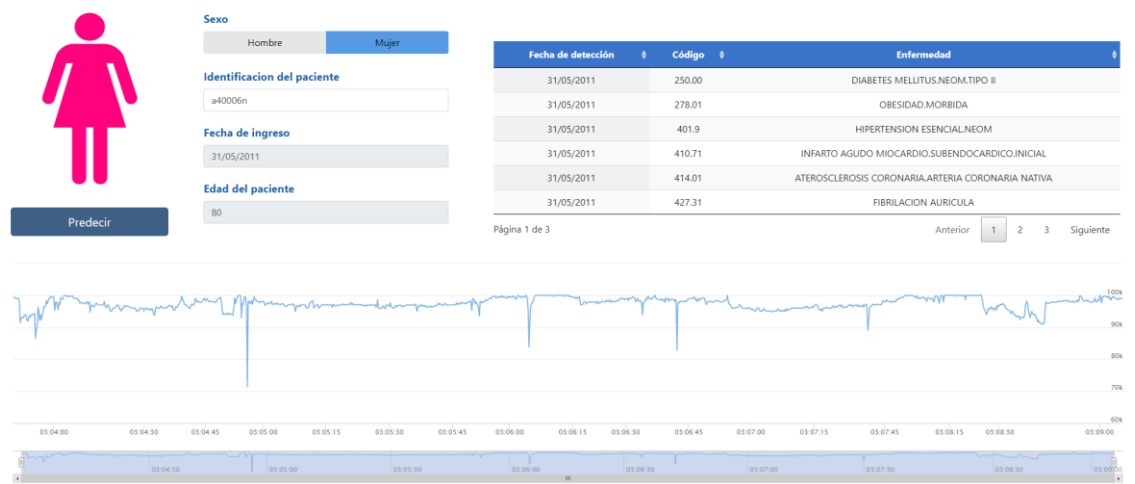 Sexo
Hombre Mujer
Identificacion del paciente
a40006n
Fecha de ingreso
31/05/2011
Edad del paciente
80
Predecir
Fecha de detección Código Enfermedad
31/05/2011 250.00 DIABETES MELLITUS.NEOM.TIPO II
31/05/2011 278.01 OBESIDAD.MORBIDA
31/05/2011 401.9 HIPERTENSION ESENCIAL.NEOM
31/05/2011 410.71 INFARTO AGUDO MIOCARDIO.SUBENDOCARDICO.INICIAL
31/05/2011 414.01 ATEROSCLEROSIS CORONARIA.ARTERIA CORONARIA NATIVA
31/05/2011 427.31 FIBRILACION AURICULA
Página 1 de 3 Anterior 1 2 3 Siguiente
100k
90k
80k
70k
60k
03:04:00 03:04:30 03:04:45 03:05:00 03:05:15 03:05:30 03:05:45 03:06:00 03:06:15 03:06:30 03:06:45 03:07:00 03:07:15 03:07:45 03:08:15 03:08:30 03:09:00
03:04:30 03:05:00 03:05:30 03:06:00 03:06:30 03:07:00 03:07:30 03:08:30 03:09:00